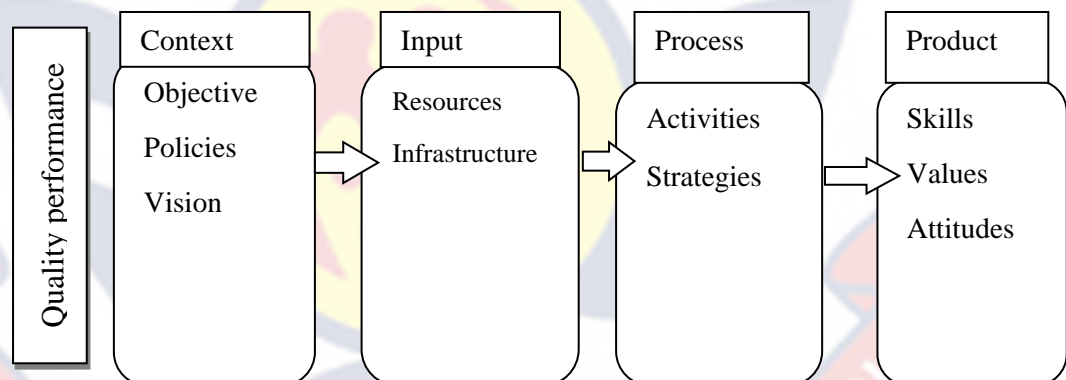 Quality performance
Context
Objective
Policies
Vision
Input
Resources
Infrastructure
Process
Activities
Strategies
Product
Skills
Values
Attitudes